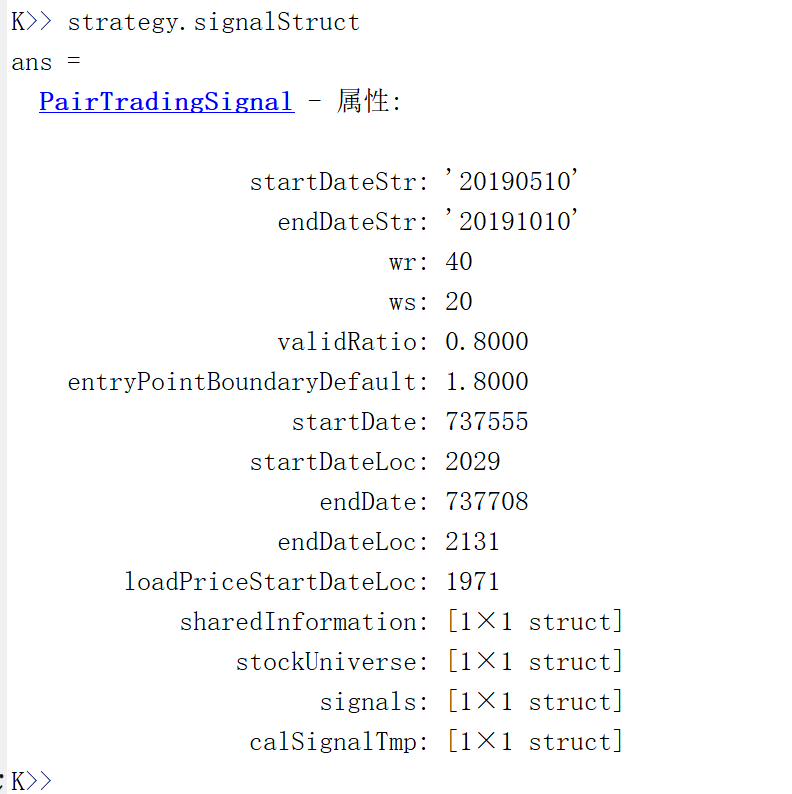 K>> strategy.signalStruct
ans =
PairTradingSignal - 属性:
startDateStr: '20190510'
endDateStr: '20191010'
wr: 40
ws: 20
validRatio: 0.8000
entryPointBoundaryDefault: 1.8000
startDate: 737555
startDateLoc: 2029
endDate: 737708
endDateLoc: 2131
loadPriceStartDateLoc: 1971
sharedInformation: [1×1 struct]
stockUniverse: [1×1 struct]
signals: [1×1 struct]
calSignalTmp: [1×1 struct]
K>>